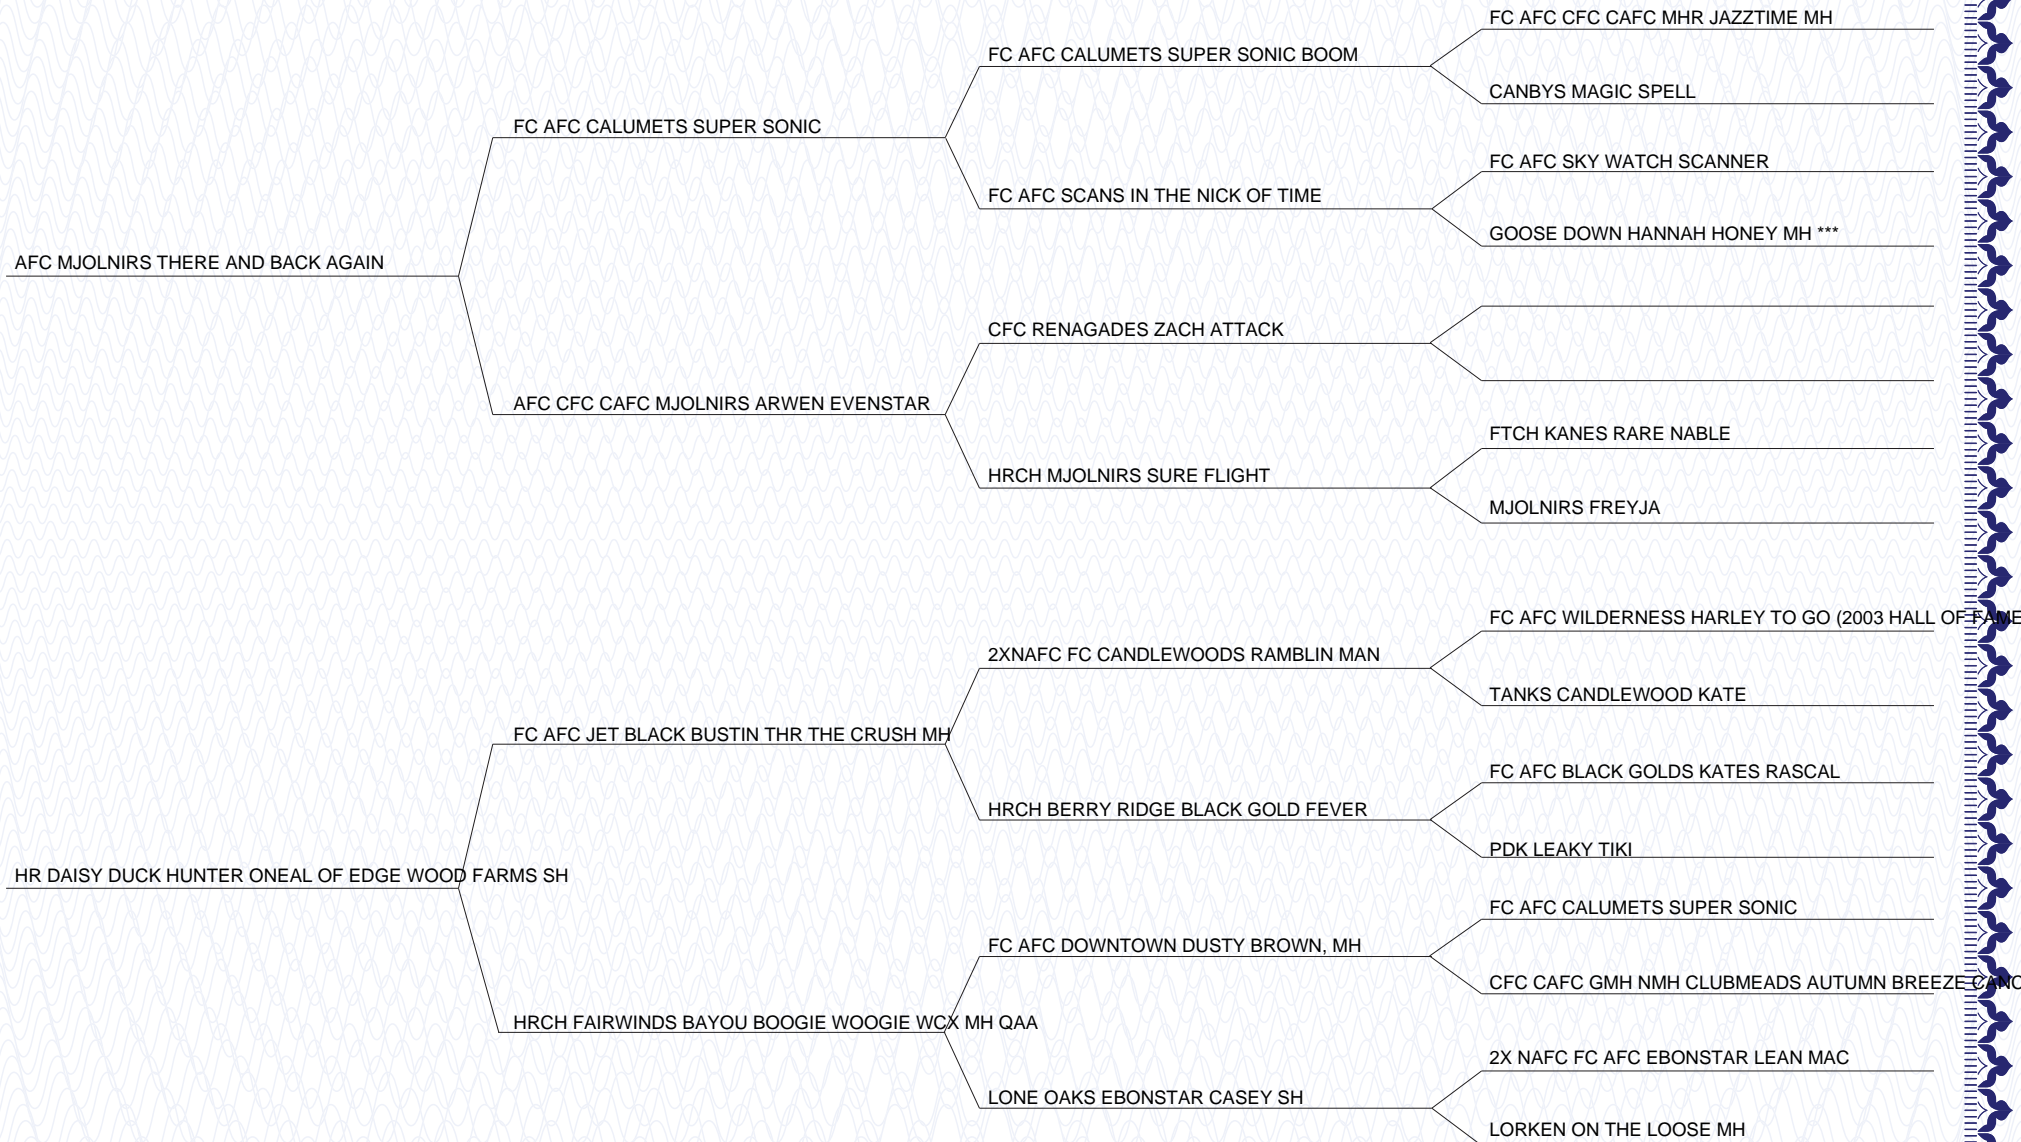 FC AFC CFC CAFC MHR JAZZTIME MH
FC AFC CALUMETS SUPER SONIC BOOM
CANBYS MAGIC SPELL
FC AFC CALUMETS SUPER SONIC
FC AFC SKY WATCH SCANNER
FC AFC SCANS IN THE NICK OF TIME
GOOSE DOWN HANNAH HONEY MH ***
AFC MJOLNIRS THERE AND BACK AGAIN
CFC RENAGADES ZACH ATTACK
AFC CFC CAFC MJOLNIRS ARWEN EVENSTAR
FTCH KANES RARE NABLE
HRCH MJOLNIRS SURE FLIGHT
MJOLNIRS FREYJA
FC AFC WILDERNESS HARLEY TO GO (2003 HALL OF FAME
2XNAFC FC CANDLEWOODS RAMBLIN MAN
TANKS CANDLEWOOD KATE
FC AFC JET BLACK BUSTIN THR THE CRUSH MH
FC AFC BLACK GOLDS KATES RASCAL
HRCH BERRY RIDGE BLACK GOLD FEVER
PDK LEAKY TIKI
HR DAISY DUCK HUNTER ONEAL OF EDGE WOOD FARMS SH
FC AFC CALUMETS SUPER SONIC
FC AFC DOWNTOWN DUSTY BROWN, MH
CFC CAFC GMH NMH CLUBMEADS AUTUMN BREEZE
HRCH FAIRWINDS BAYOU BOOGIE WOOGIE WCX MH QAA
2X NAFC FC AFC EBONSTAR LEAN MAC
LONE OAKS EBONSTAR CASEY SH
LORKEN ON THE LOOSE MH